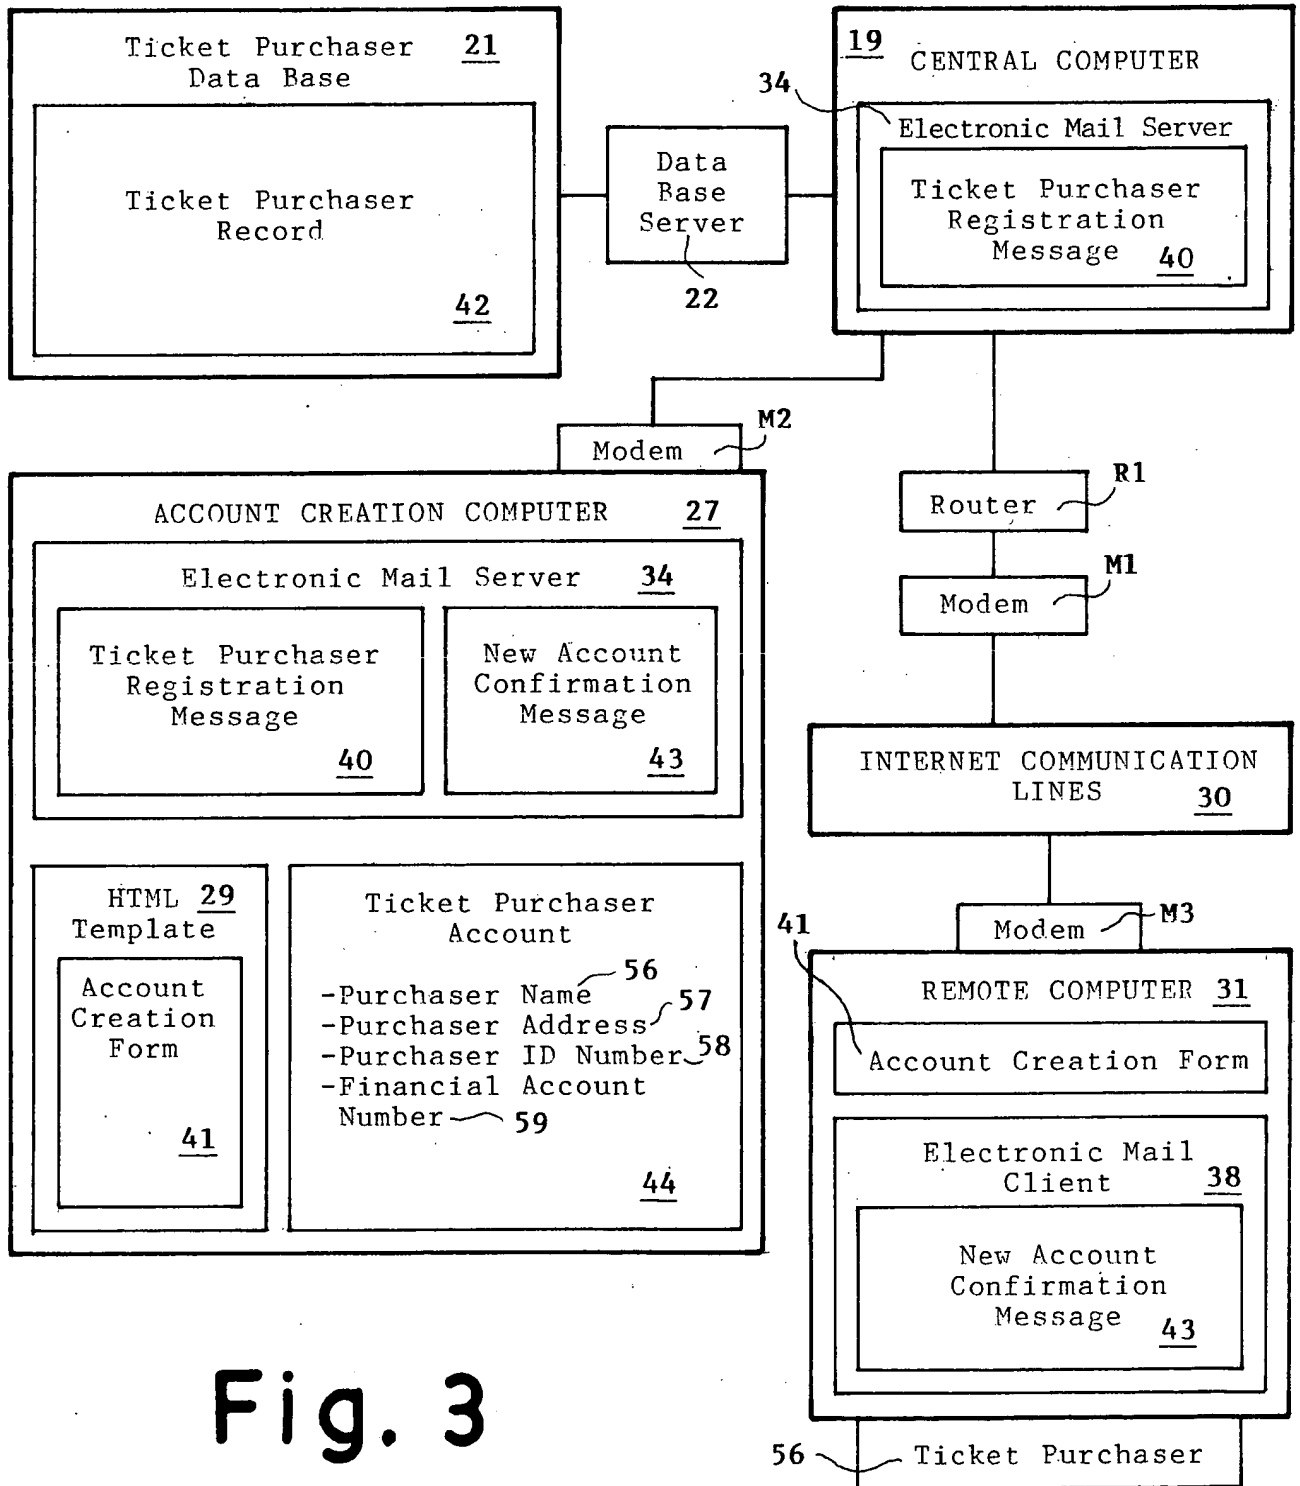 Ticket Purchaser 21
Data Base
Ticket Purchaser
Record
42
Data
Base
Server
22
19
CENTRAL COMPUTER
34
Electronic Mail Server
Ticket Purchaser
Registration
Message 40
Modem
M2
ACCOUNT CREATION COMPUTER 27
Electronic Mail Server 34
Ticket Purchaser
Registration
Message
40
New Account
Confirmation
Message
43
HTML 29
Template
Account
Creation
Form
41
Ticket Purchaser
Account
-Purchaser Name 56
-Purchaser Address 57
-Purchaser ID Number 58
-Financial Account
Number 59
44
Router
R1
Modem
M1
INTERNET COMMUNICATION
LINES 30
Modem
M3
41
REMOTE COMPUTER 31
Account Creation Form
Electronic Mail
Client 38
New Account
Confirmation
Message
43
56 Ticket Purchaser
Fig. 3